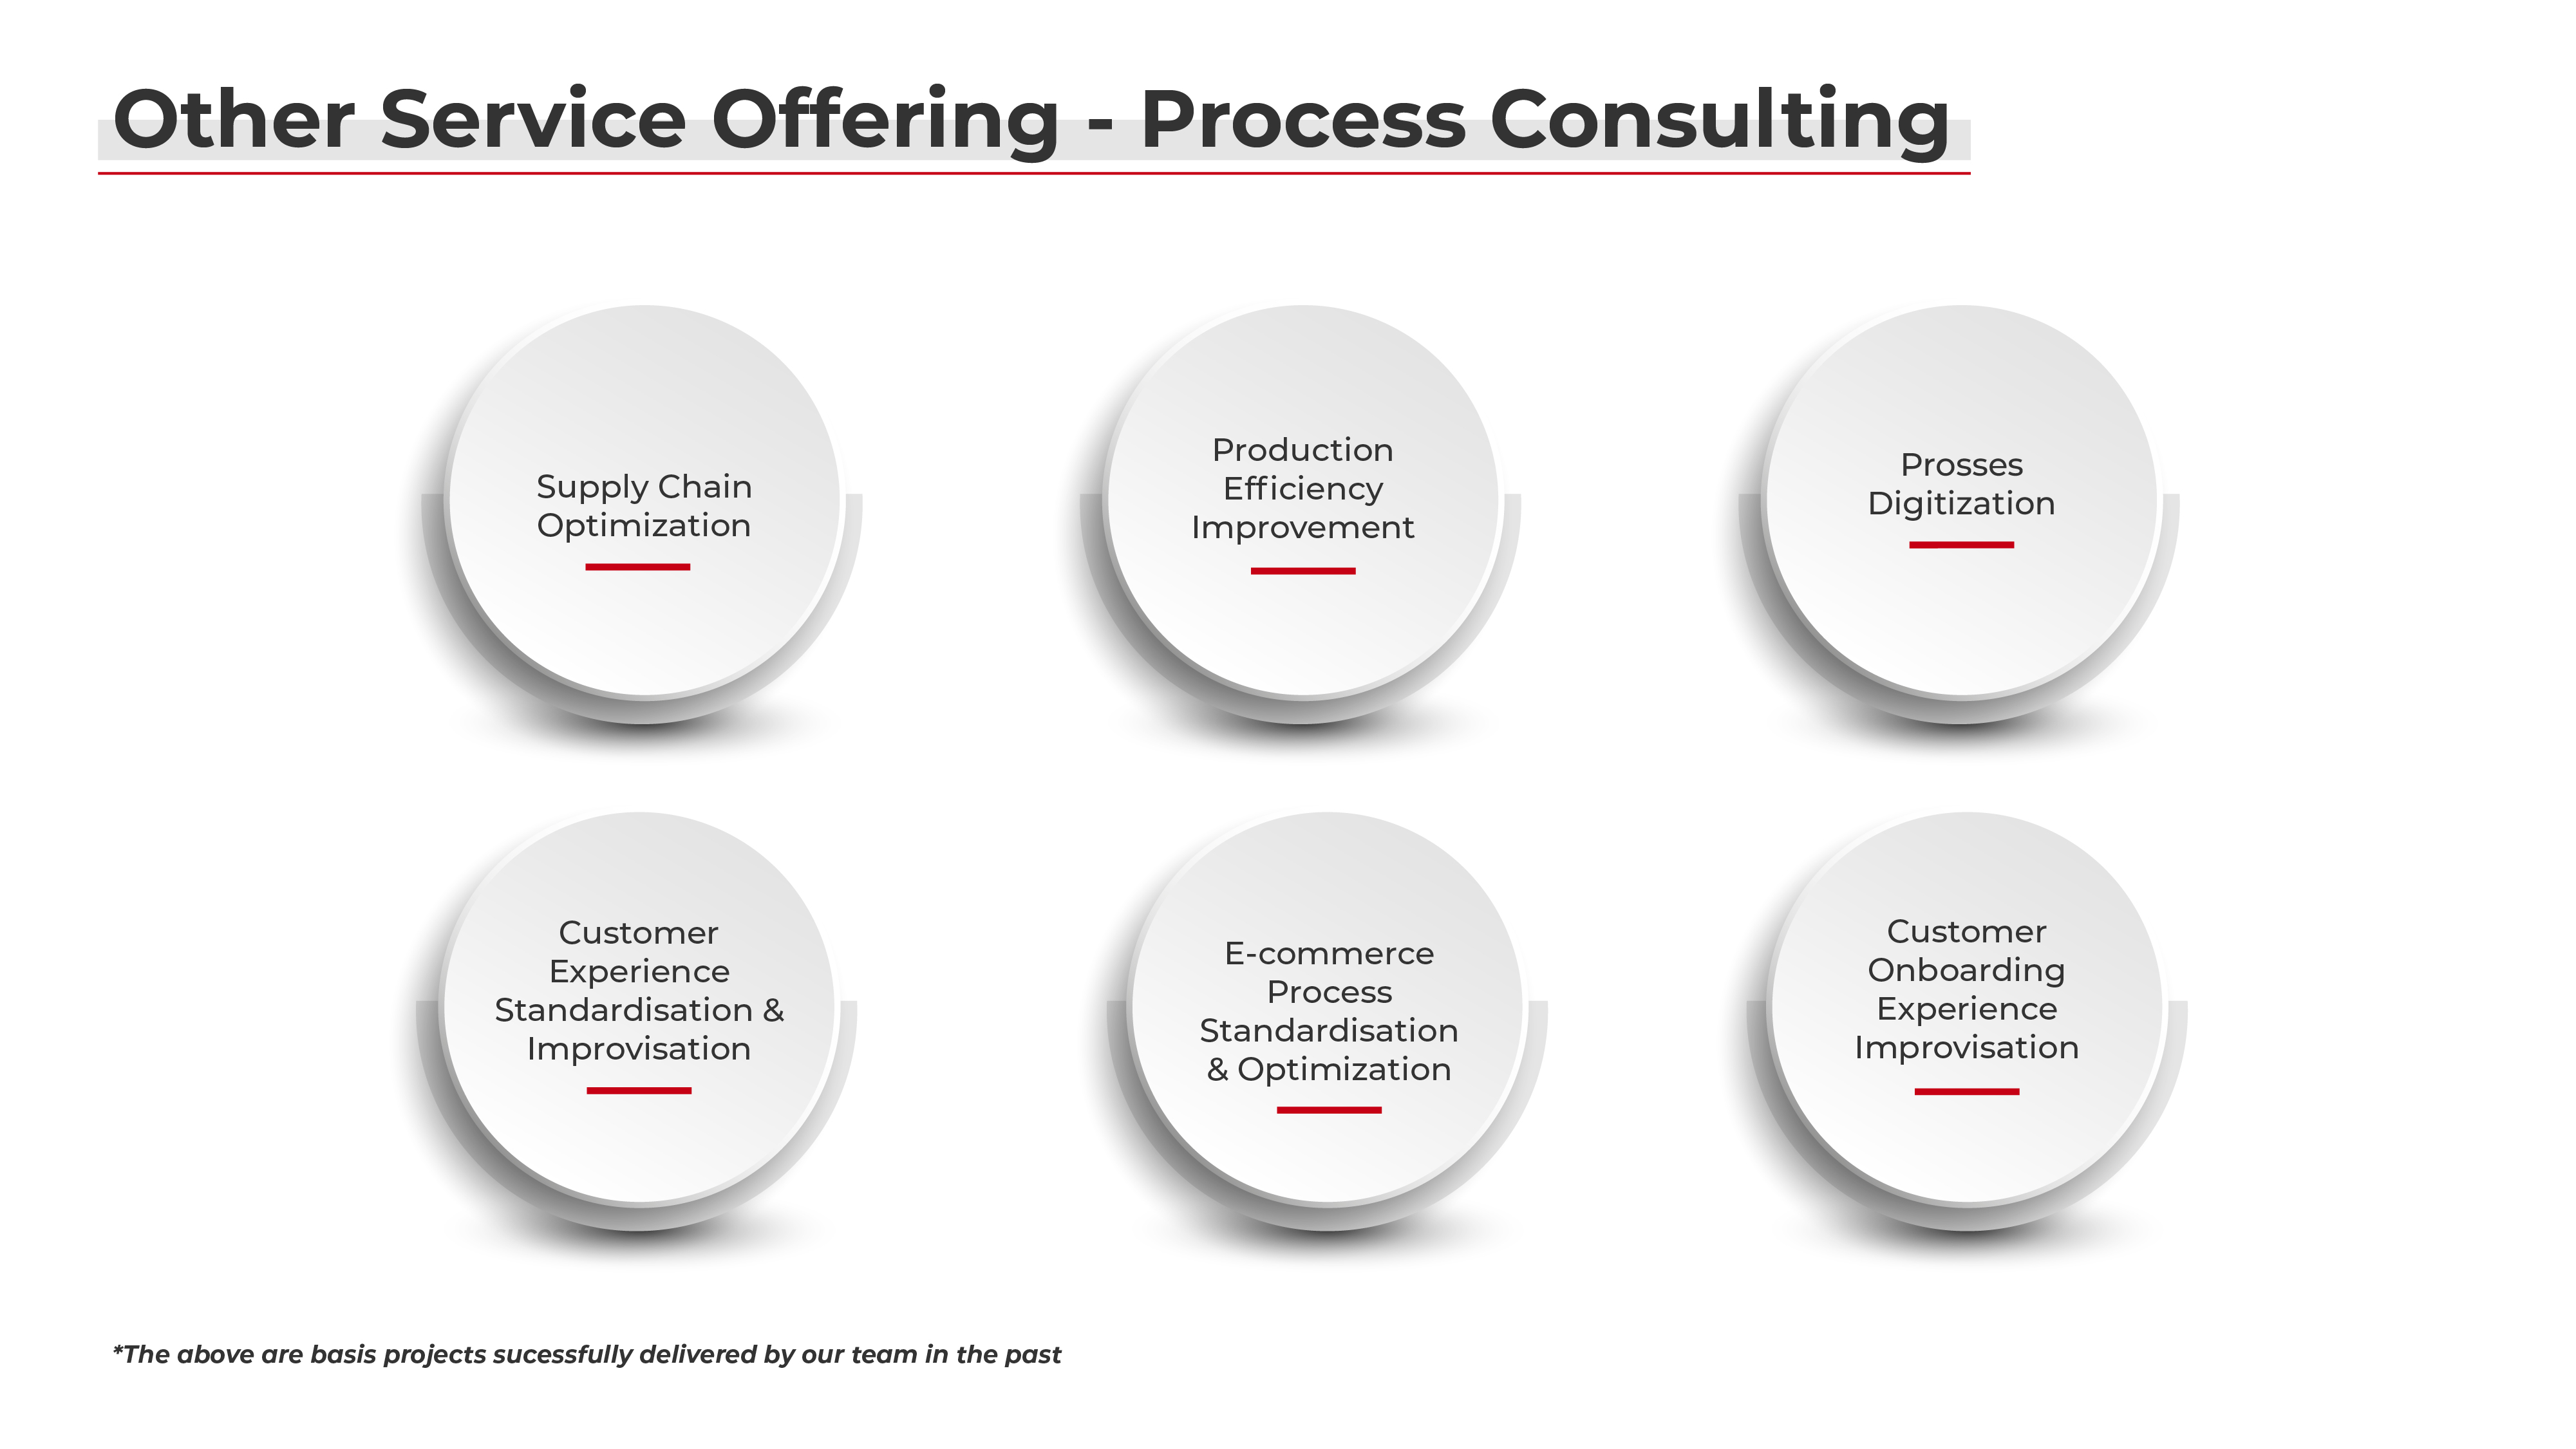 Other Service Offering - Process Consulting
Supply Chain
Optimization
Production
Efficiency
Improvement
Prosses
Digitization
Customer
Experience
Standardisation &
Improvisation
E-commerce
Process
Standardisation
& Optimization
Customer
Onboarding
Experience
Improvisation
*The above are basis projects sucessfully delivered by our team in the past